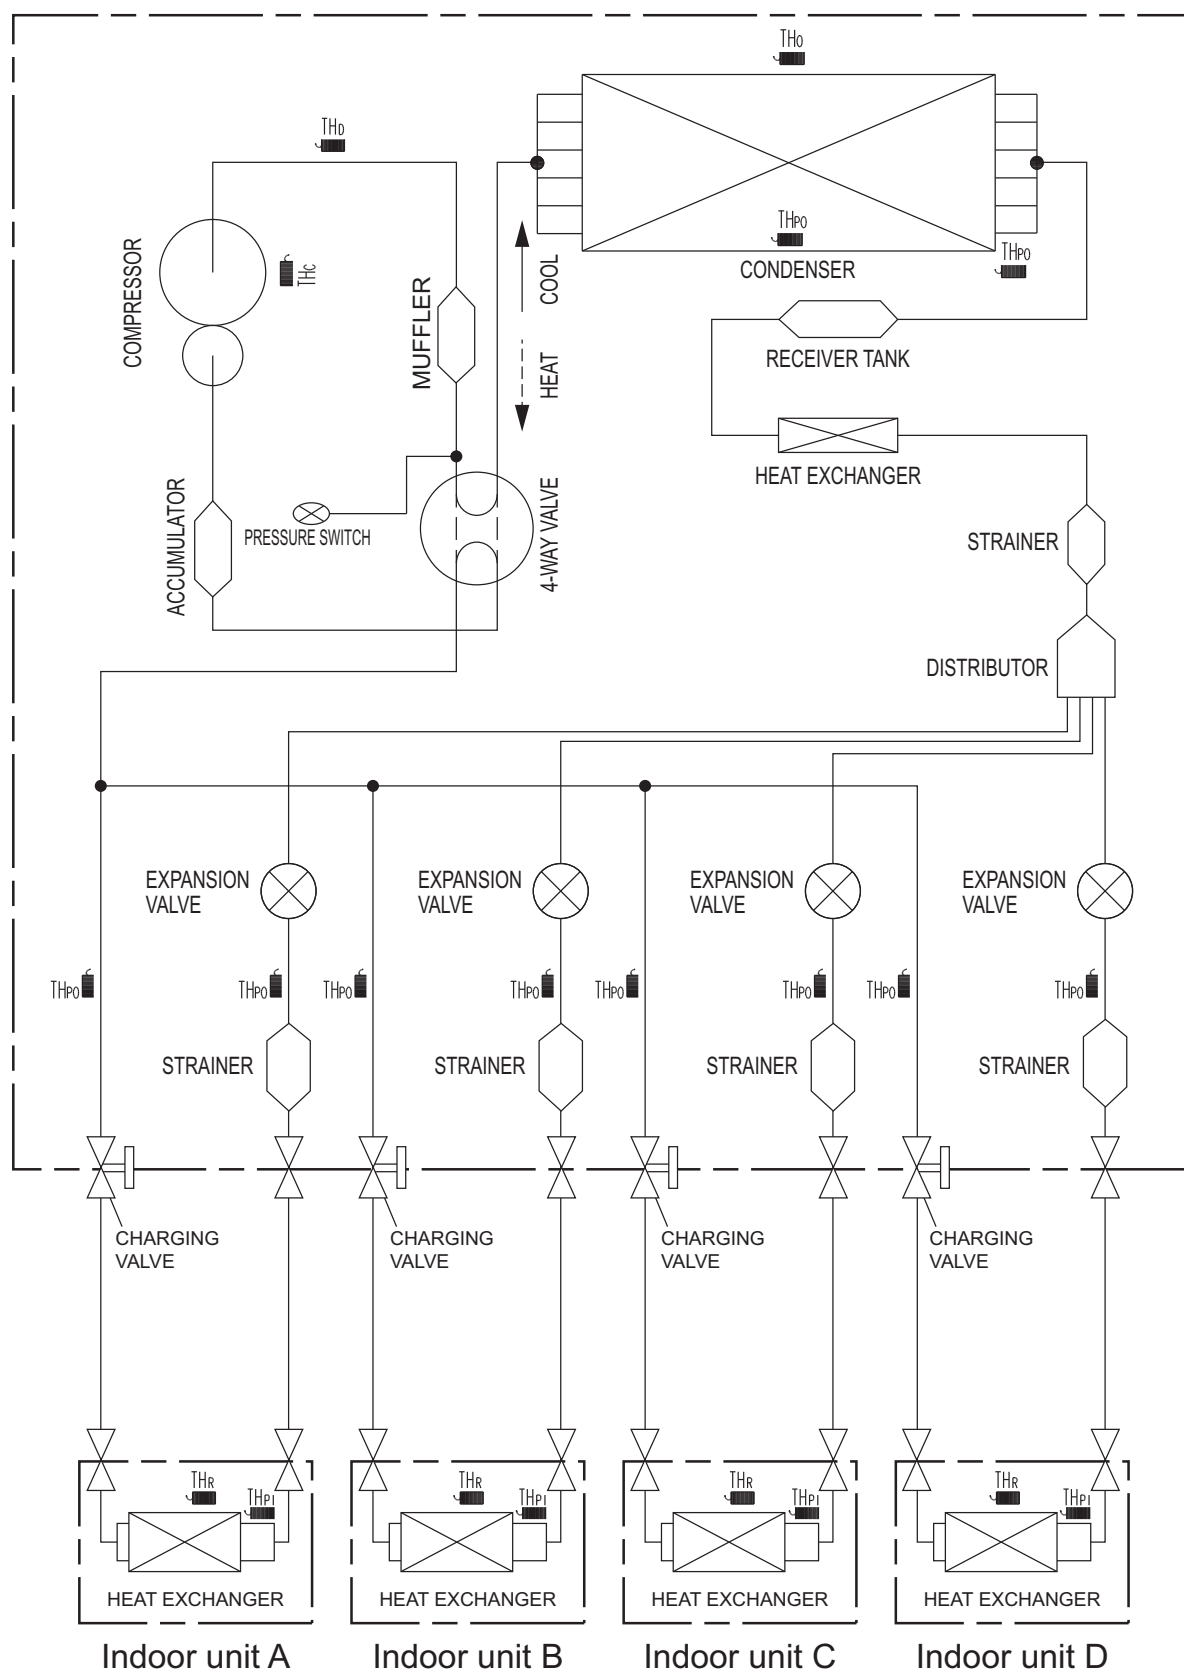 THO
THD
THC
COMPRESSOR
MUFFLER
COOL
HEAT
THPO
CONDENSER
THPO
RECEIVER TANK
HEAT EXCHANGER
ACCUMULATOR
PRESSURE SWITCH
4-WAY VALVE
STRAINER
DISTRIBUTOR
EXPANSION
VALVE
EXPANSION
VALVE
EXPANSION
VALVE
EXPANSION
VALVE
THPO
THPO
THPO
THPO
THPO
THPO
THPO
THPO
STRAINER
STRAINER
STRAINER
STRAINER
CHARGING
VALVE
CHARGING
VALVE
CHARGING
VALVE
CHARGING
VALVE
THR
THPI
THR
THPI
THR
THPI
THR
THPI
HEAT EXCHANGER
HEAT EXCHANGER
HEAT EXCHANGER
HEAT EXCHANGER
Indoor unit A
Indoor unit B
Indoor unit C
Indoor unit D